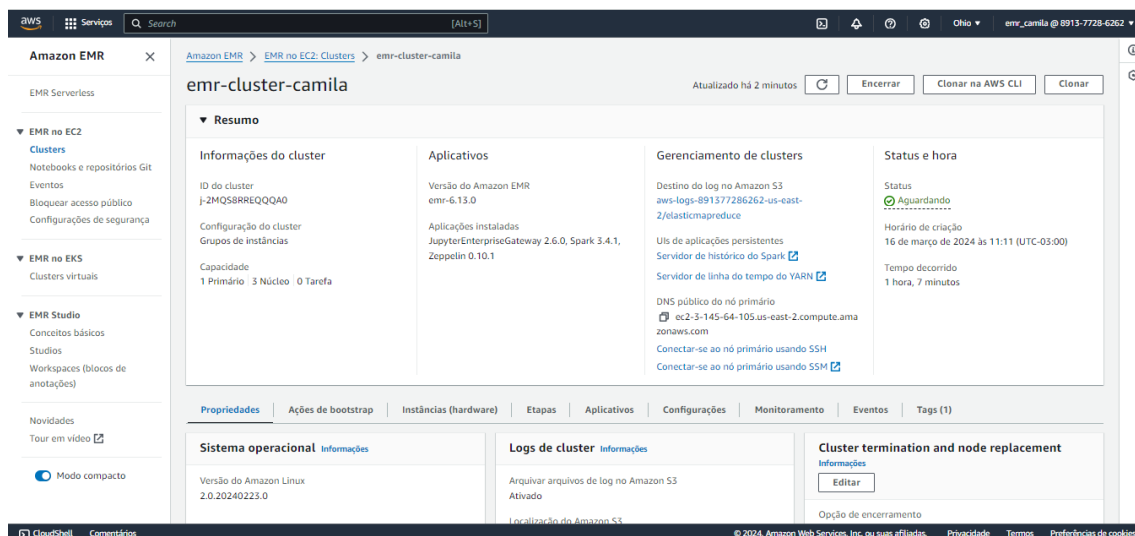 aws
Serviços
Search
[Alt+S]
Ohio
emr_camila @ 8913-7728-6262
Amazon EMR
EMR Serverless
EMR no EC2
Clusters
Notebooks e repositórios Git
Eventos
Bloquear acesso público
Configurações de segurança
EMR no EKS
Clusters virtuais
EMR Studio
Conceitos básicos
Studios
Workspaces (blocos de
anotações)
Novidades
Tour em vídeo
Modo compacto
Amazon EMR > EMR no EC2: Clusters > emr-cluster-camila
emr-cluster-camila
Atualizado há 2 minutos
Encerrar
Clonar na AWS CLI
Clonar
Resumo
Informações do cluster
ID do cluster
j-2MQS8RREQQQA0
Configuração do cluster
Grupos de instâncias
Capacidade
1 Primário | 3 Núcleo | 0 Tarefa
Aplicativos
Versão do Amazon EMR
emr-6.13.0
Aplicações instaladas
JupyterEnterpriseGateway 2.6.0, Spark 3.4.1,
Zeppelin 0.10.1
Gerenciamento de clusters
Destino do log no Amazon S3
aws-logs-891377286262-us-east-
2/elasticmapreduce
UIs de aplicações persistentes
Servidor de histórico do Spark
Servidor de linha do tempo do YARN
DNS público do nó primário
ec2-3-145-64-105.us-east-2.compute.ama
zonaws.com
Conectar-se ao nó primário usando SSH
Conectar-se ao nó primário usando SSM
Status e hora
Status
Aguardando
Horário de criação
16 de março de 2024 às 11:11 (UTC-03:00)
Tempo decorrido
1 hora, 7 minutos
Propriedades
Ações de bootstrap
Instâncias (hardware)
Etapas
Aplicativos
Configurações
Monitoramento
Eventos
Tags (1)
Sistema operacional Informações
Versão do Amazon Linux
2.0.20240223.0
Logs de cluster Informações
Arquivar arquivos de log no Amazon S3
Ativado
Localização do Amazon S3
Cluster termination and node replacement
Informações
Editar
Opção de encerramento
CloudShell
Comentários
© 2024, Amazon Web Services, Inc. ou suas afiliadas.
Privacidade
Termos
Preferências de cookies